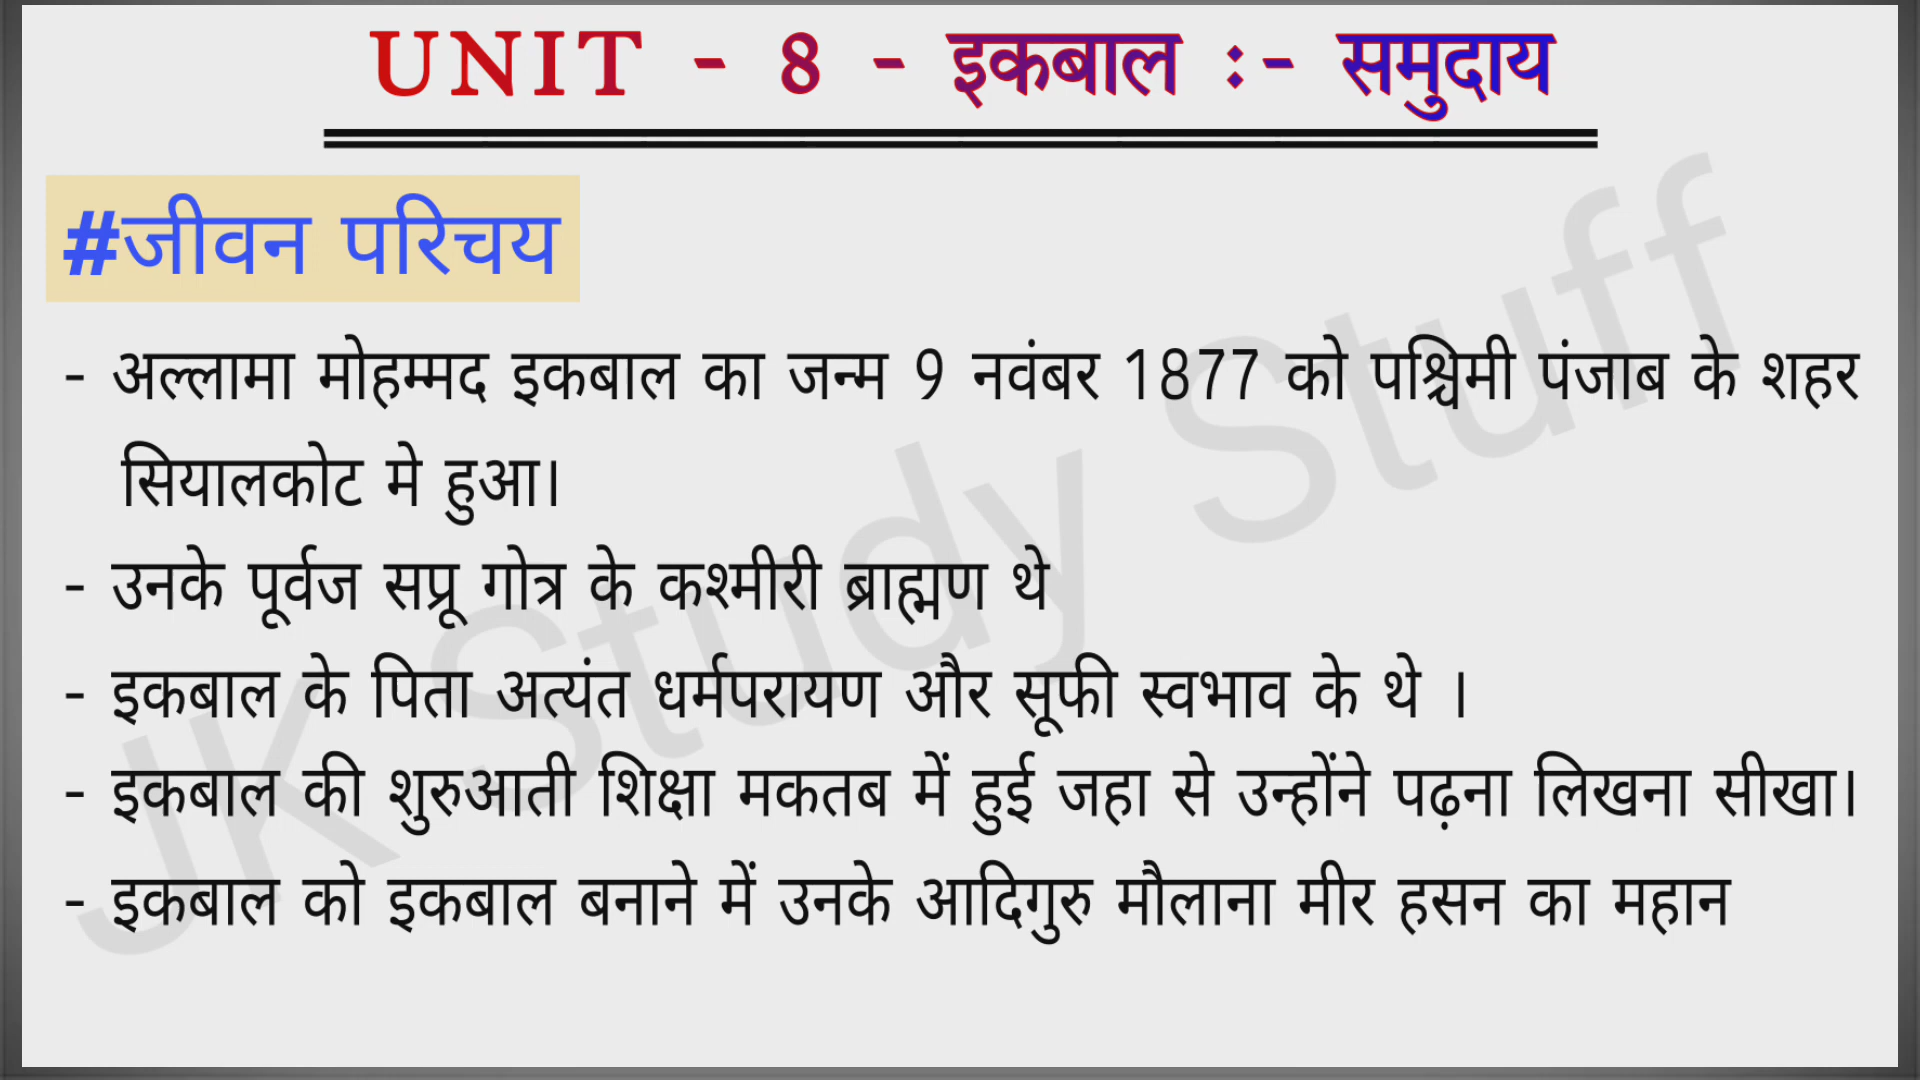 UNIT - 8 - इकबाल :- समुदाय
#जीवन परिचय
- अल्लामा मोहम्मद इकबाल का जन्म 9 नवंबर 1877 को पश्चिमी पंजाब के शहर
सियालकोट मे हुआ।
- उनके पूर्वज सप्रू गोत्र के कश्मीरी ब्राह्मण थे
- इकबाल के पिता अत्यंत धर्मपरायण और सूफी स्वभाव के थे ।
- इकबाल की शुरुआती शिक्षा मकतब में हुई जहा से उन्होंने पढ़ना लिखना सीखा।
- इकबाल को इकबाल बनाने में उनके आदिगुरु मौलाना मीर हसन का महान
JK Study Stuff